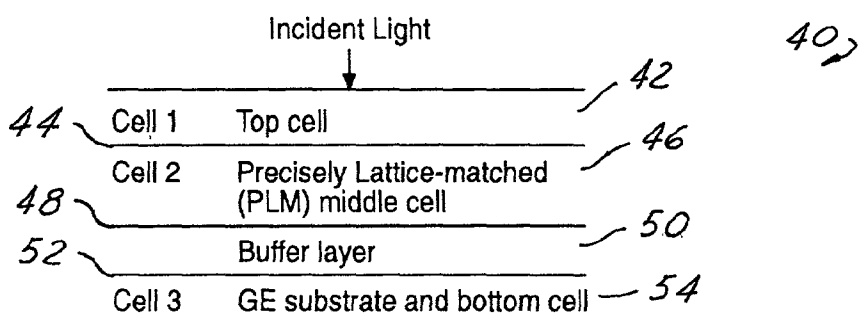 Incident Light
40
42
Cell 1 Top cell
44
46
Cell 2 Precisely Lattice-matched
(PLM) middle cell
48
50
Buffer layer
52
Cell 3 GE substrate and bottom cell
54